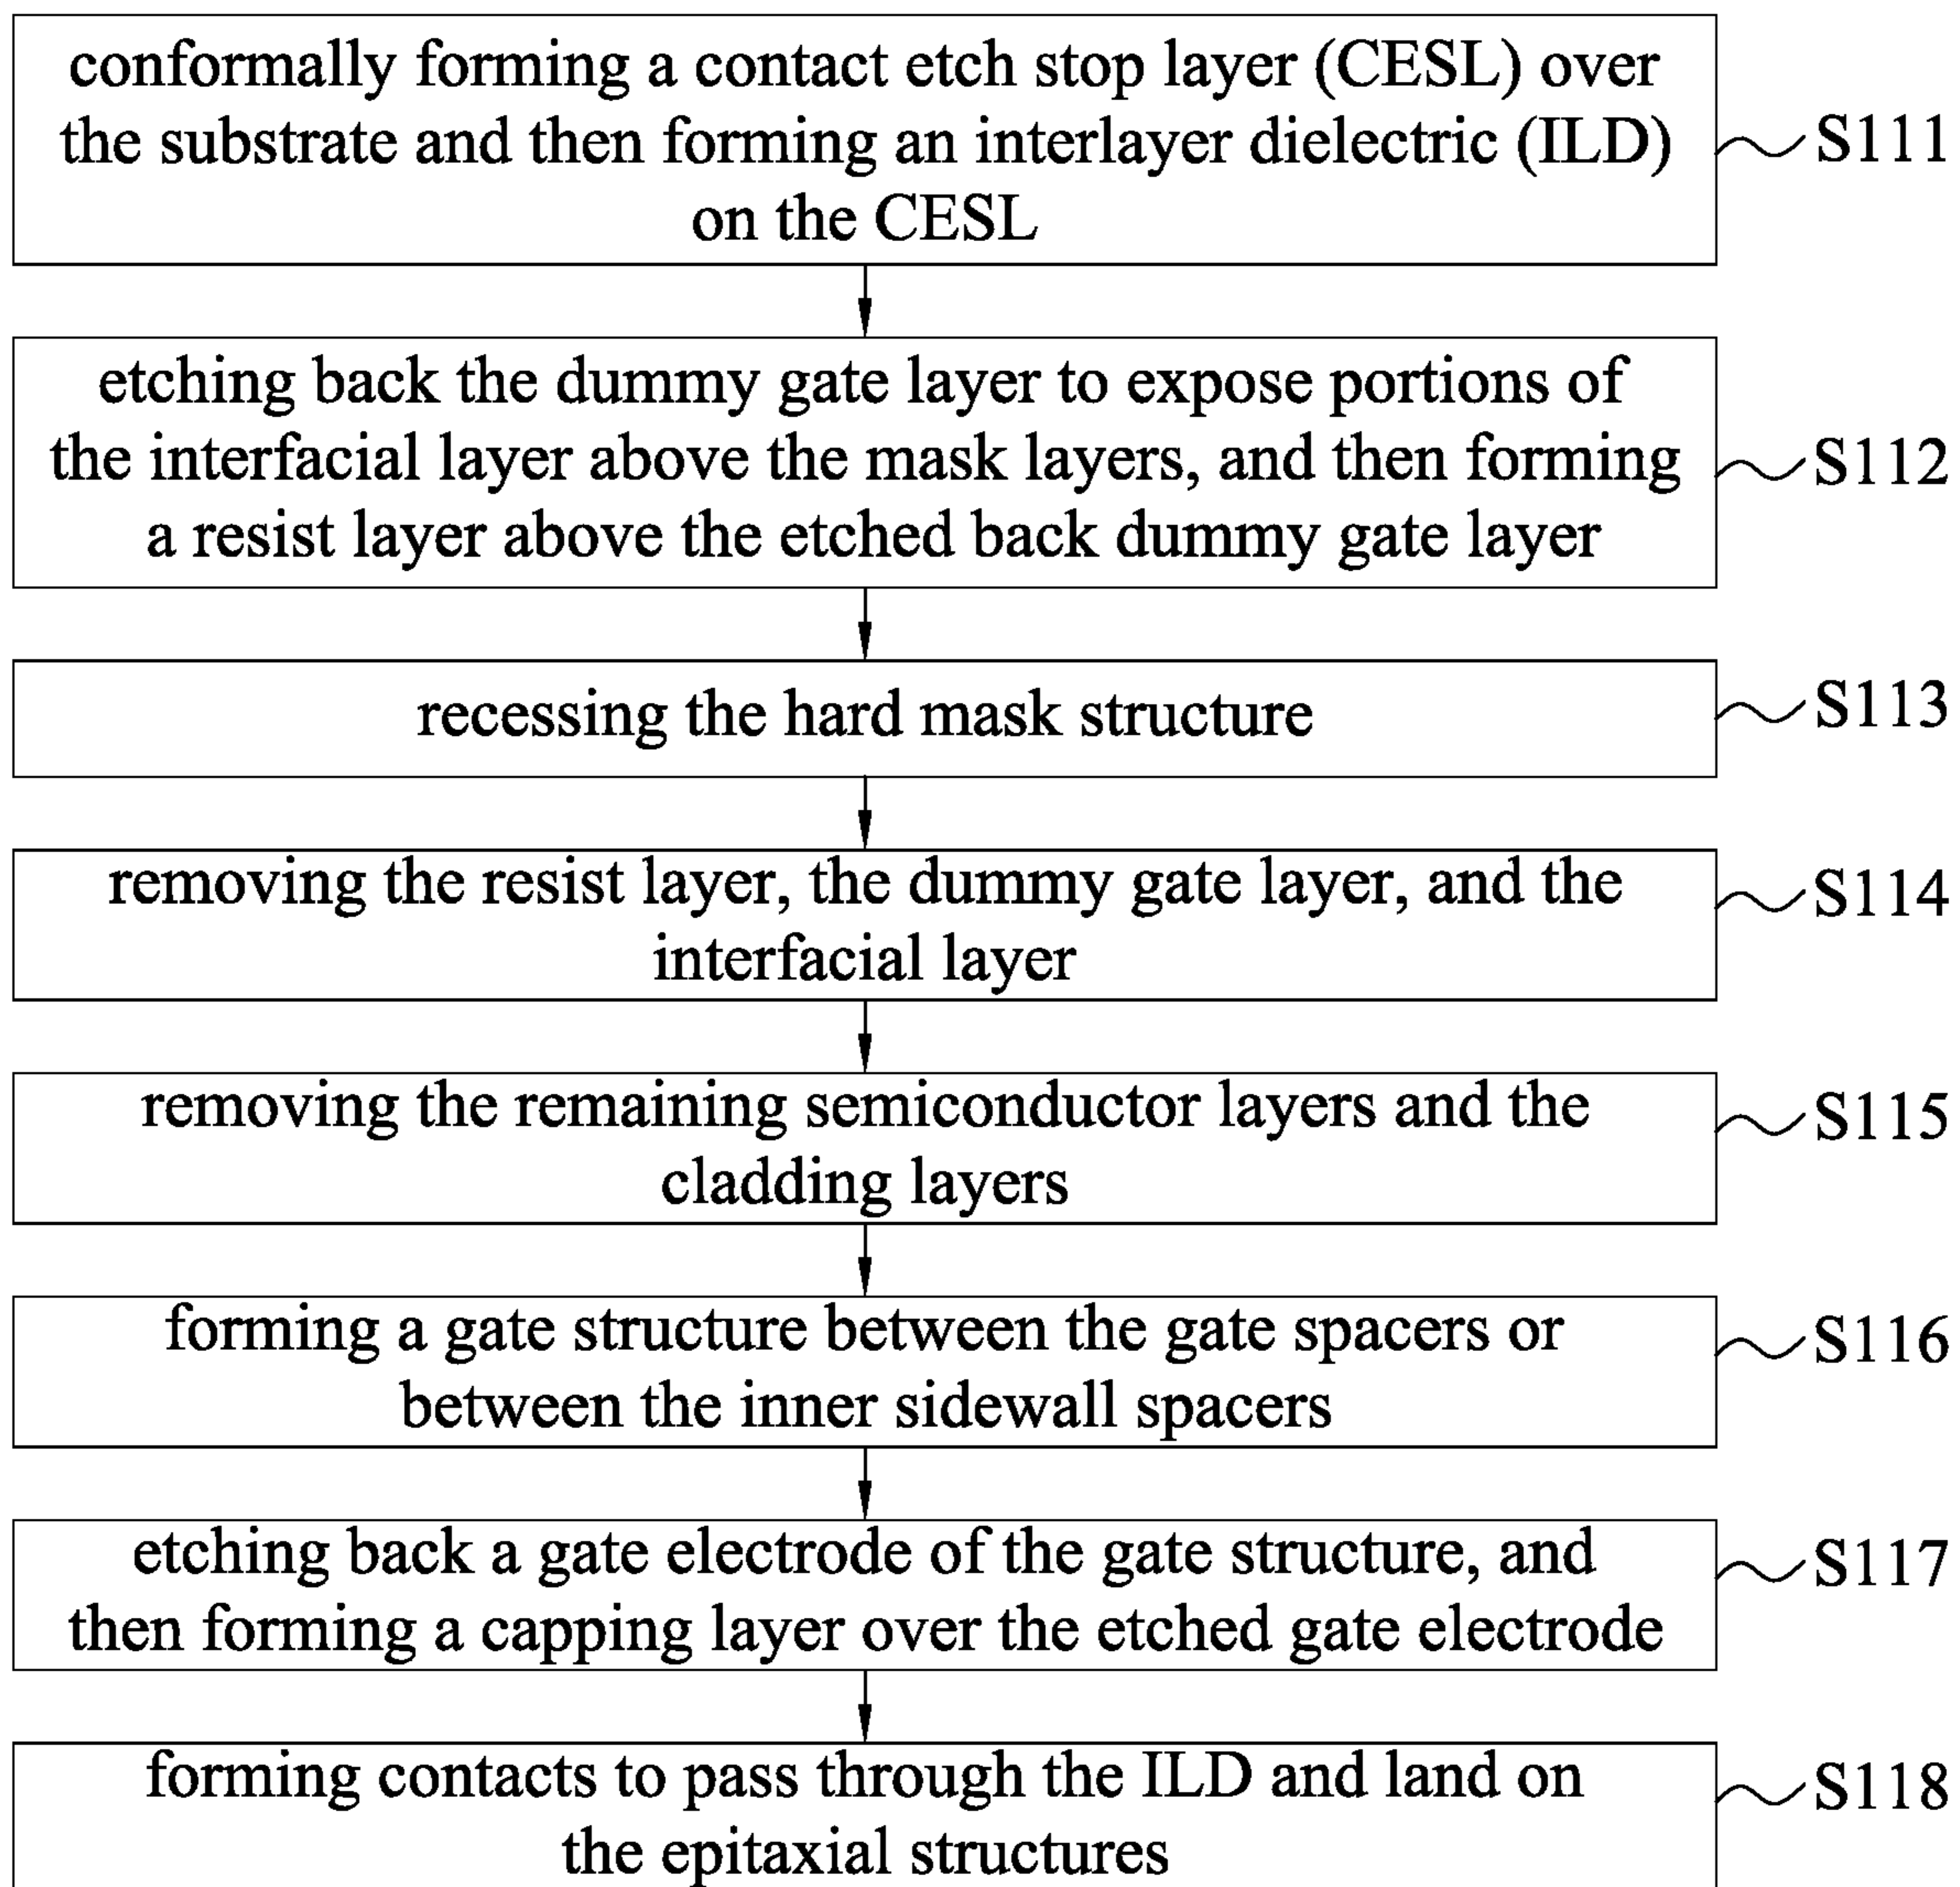 conformally forming a contact etch stop layer (CESL) over
the substrate and then forming an interlayer dielectric (ILD)
on the CESL
S111
etching back the dummy gate layer to expose portions of
the interfacial layer above the mask layers, and then forming
a resist layer above the etched back dummy gate layer
S112
recessing the hard mask structure
S113
removing the resist layer, the dummy gate layer, and the
interfacial layer
S114
removing the remaining semiconductor layers and the
cladding layers
S115
forming a gate structure between the gate spacers or
between the inner sidewall spacers
S116
etching back a gate electrode of the gate structure, and
then forming a capping layer over the etched gate electrode
S117
forming contacts to pass through the ILD and land on
the epitaxial structures
S118